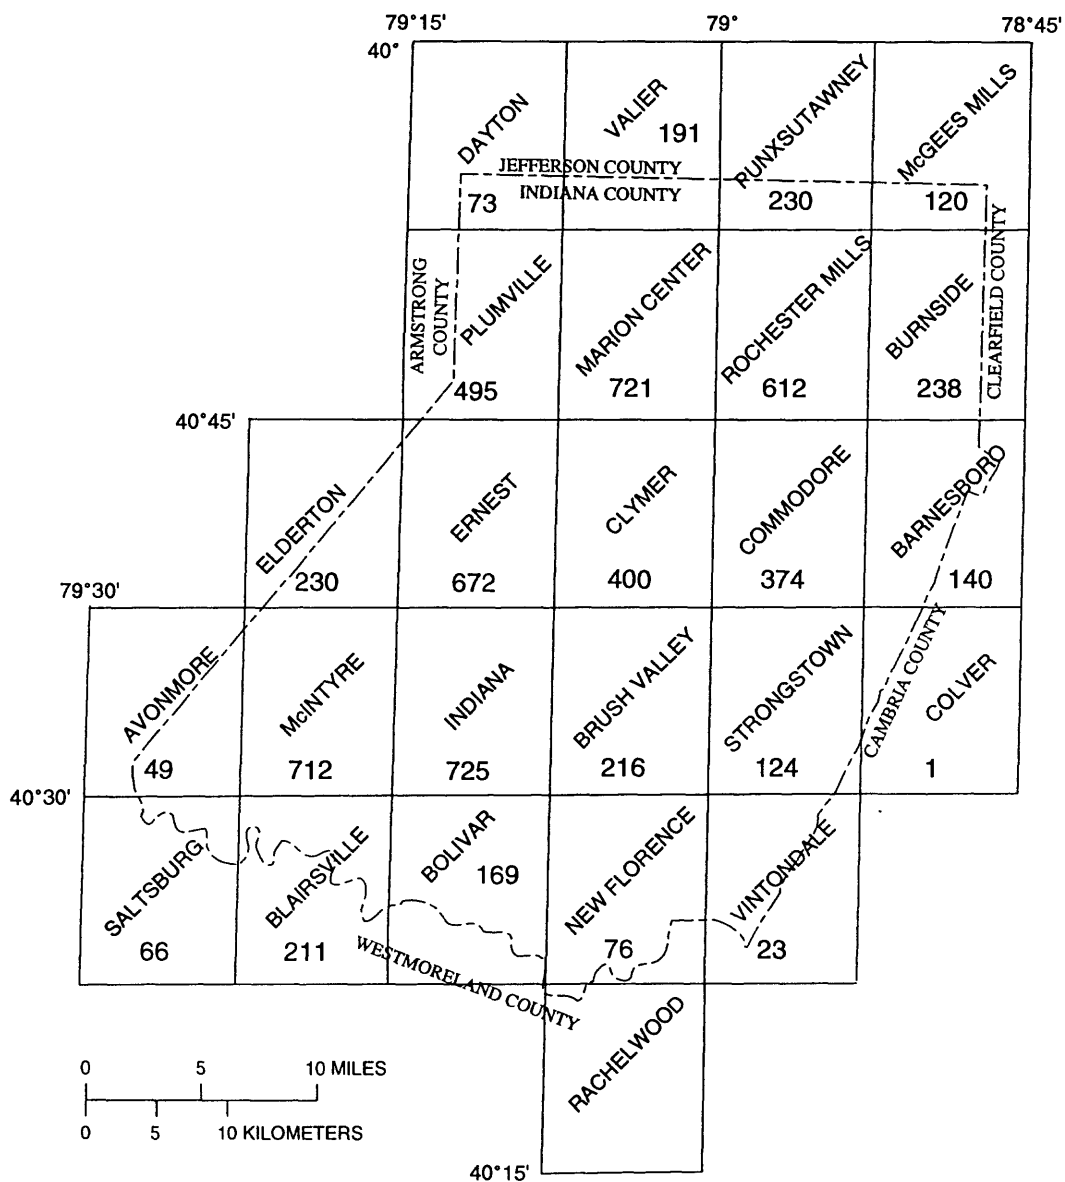 79°15' 79° 78°45'
40°
DAYTON
VALIER
191
PUNXSUTAWNEY
McGEES MILLS
JEFFERSON COUNTY
INDIANA COUNTY
73
230
120
ARMSTRONG
COUNTY
PLUMVILLE
MARION CENTER
ROCHESTER MILLS
BURNSIDE
CLEARFIELD COUNTY
495
721
612
238
40°45'
ELDERTON
ERNEST
CLYMER
COMMODORE
BARNESBORO
230
672
400
374
140
79°30'
AVONMORE
McINTYRE
INDIANA
BRUSH VALLEY
STRONGSTOWN
CAMBRIA COUNTY
COLVER
49
712
725
216
124
1
40°30'
SALTSBURG
BLAIRSVILLE
BOLIVAR
169
NEW FLORENCE
VINTONDALE
66
211
76
23
WESTMORELAND COUNTY
RACHELWOOD
0 5 10 MILES
0 5 10 KILOMETERS
40°15'